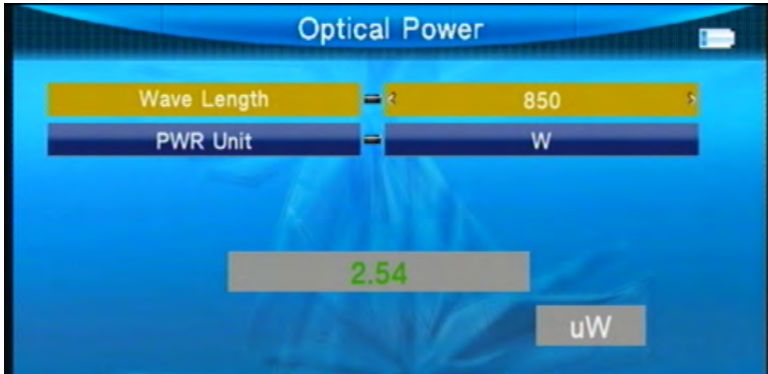 Optical Power
Wave Length = < 850 >
PWR Unit = W
2.54
uW